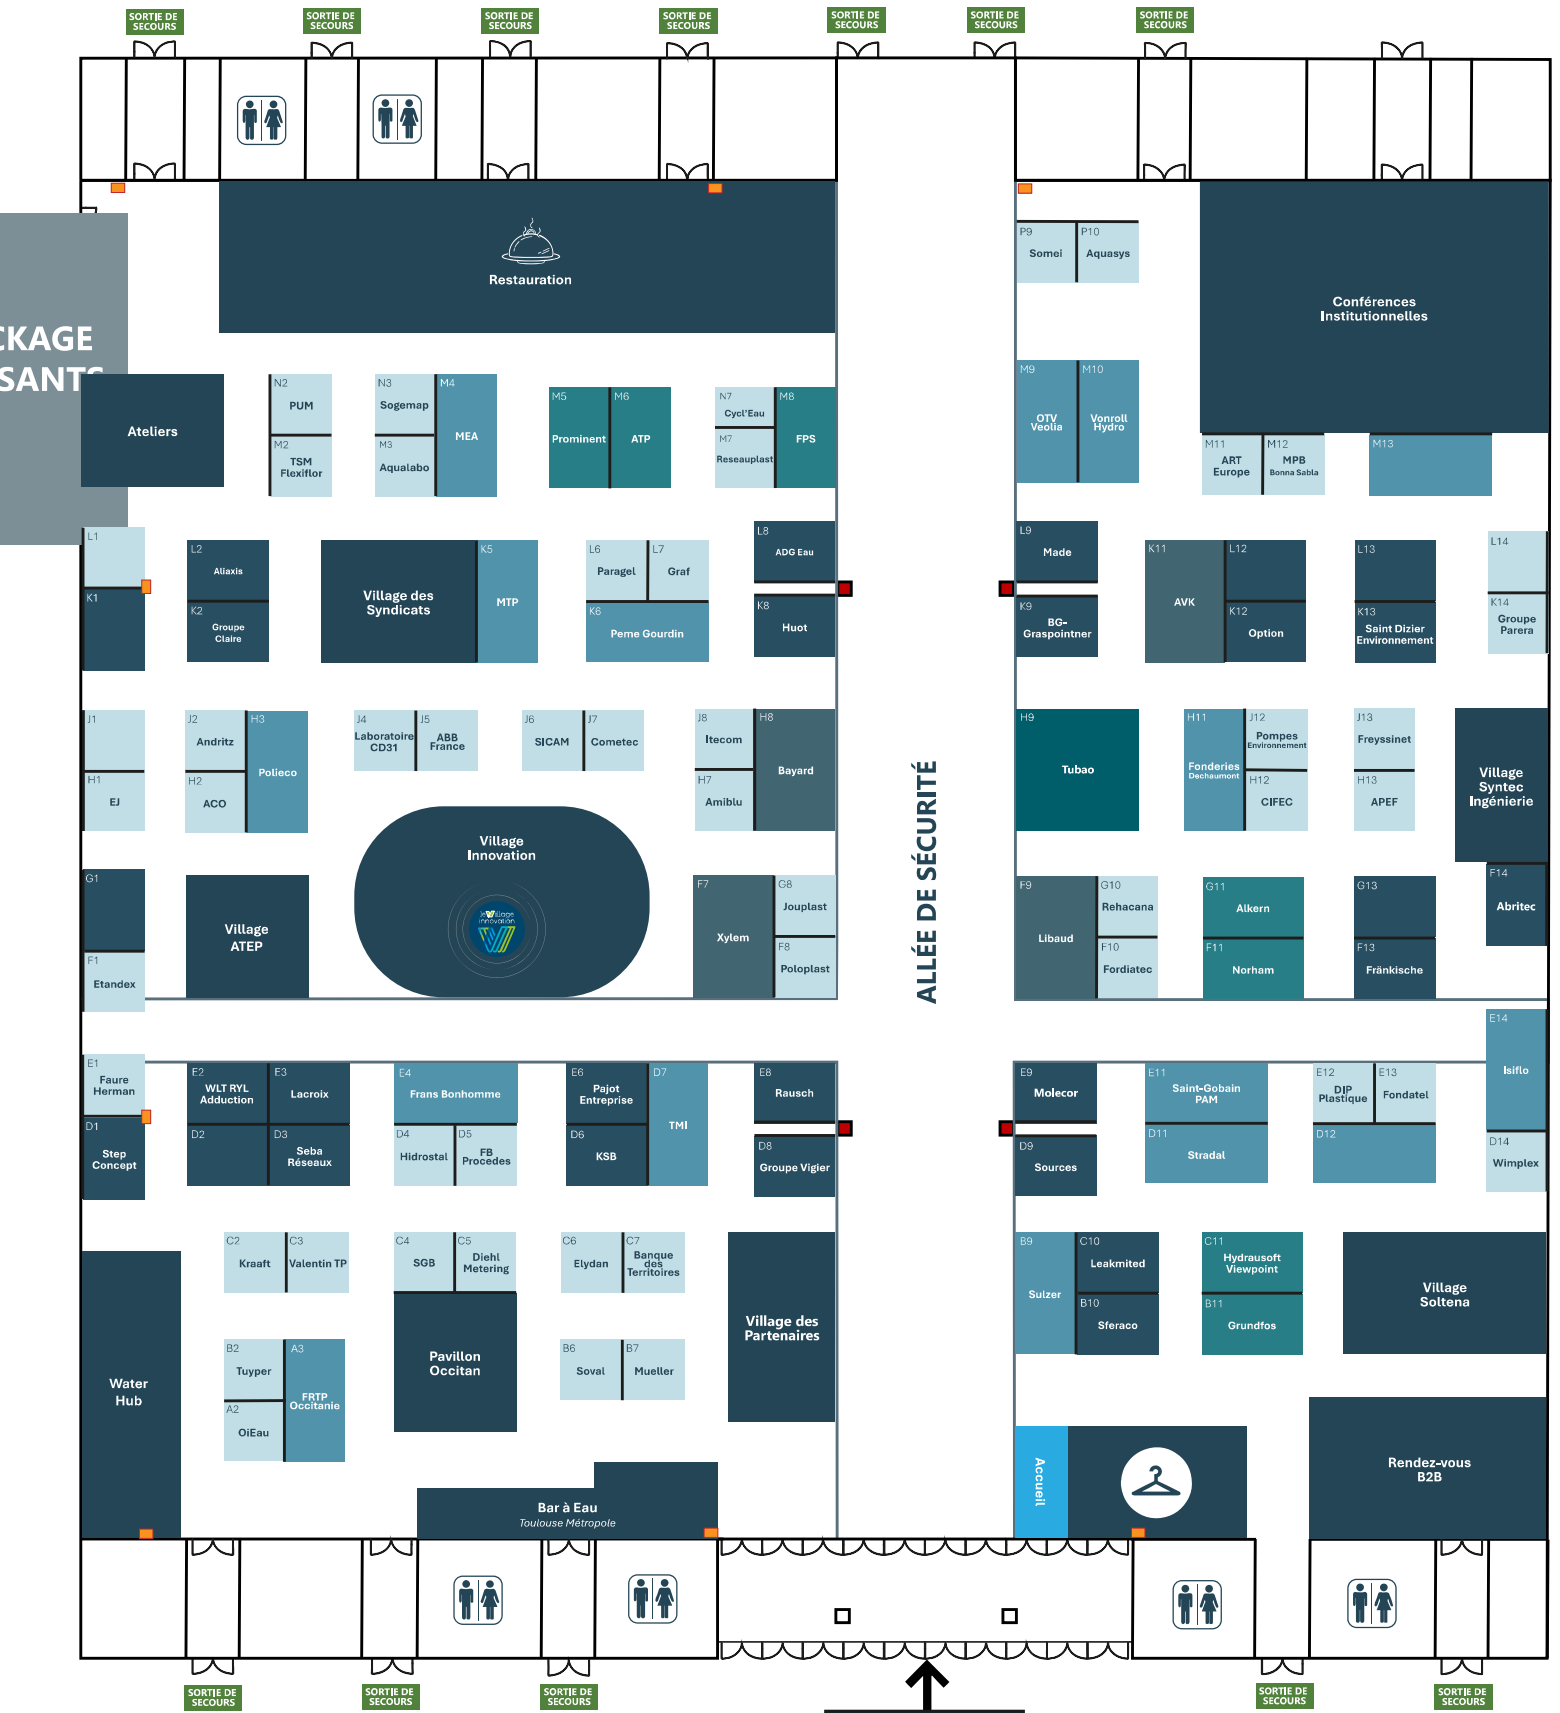 SORTIE DE
SECOURS
SORTIE DE
SECOURS
SORTIE DE
SECOURS
SORTIE DE
SECOURS
SORTIE DE
SECOURS
SORTIE DE
SECOURS
SORTIE DE
SECOURS
Restauration
P9
Somei
P10
Aquasys
Conférences
Institutionnelles
CKAGE
SANTS
Ateliers
N2
PUM
M2
TSM
Flexiflor
N3
Sogemap
M3
Aqualabo
M4
MEA
M5
Prominent
M6
ATP
N7
Cycl'Eau
M7
Reseauplast
M8
FPS
M9
OTV
Veolia
M10
Vonroll
Hydro
M11
ART
Europe
M12
MPB
Bonna Sabla
M13
L1
K1
L2
Aliaxis
K2
Groupe
Claire
Village des
Syndicats
K5
MTP
L6
Paragel
L7
Graf
K6
Peme Gourdin
L8
ADG Eau
K8
Huot
L9
Made
K9
BG-
Graspointner
K11
AVK
L12
K12
Option
L13
K13
Saint Dizier
Environnement
L14
K14
Groupe
Parera
J1
H1
EJ
J2
Andritz
H2
ACO
H3
Polieco
J4
Laboratoire
CD31
J5
ABB
France
J6
SICAM
J7
Cometec
J8
Itecom
H7
Amiblu
H8
Bayard
H9
Tubao
H11
Fonderies
Dechaumont
J12
Pompes
Environnement
H12
CIFEC
J13
Freyssinet
H13
APEF
Village
Syntec
Ingénierie
ALLÉE DE SÉCURITÉ
Village
Innovation
le Village
innovation
G1
F1
Etandex
Village
ATEP
F7
Xylem
G8
Jouplast
F8
Poloplast
F9
Libaud
G10
Rehacana
F10
Fordiatec
G11
Alkern
F11
Norham
G13
F13
Fränkische
F14
Abritec
E1
Faure
Herman
D1
Step
Concept
E2
WLT RYL
Adduction
E3
Lacroix
D2
D3
Seba
Réseaux
E4
Frans Bonhomme
D4
Hidrostal
D5
FB
Procedes
E6
Pajot
Entreprise
D6
KSB
D7
TMI
E8
Rausch
D8
Groupe Vigier
E9
Molecor
D9
Sources
E11
Saint-Gobain
PAM
D11
Stradal
E12
DIP
Plastique
E13
Fondatel
D12
E14
Isiflo
D14
Wimplex
Water
Hub
C2
Kraaft
C3
Valentin TP
C4
SGB
C5
Diehl
Metering
C6
Elydan
C7
Banque
des
Territoires
Village des
Partenaires
B9
Sulzer
C10
Leakmited
B10
Sferaco
C11
Hydrausoft
Viewpoint
B11
Grundfos
Village
Soltena
B2
Tuyper
A2
OiEau
A3
FRTP
Occitanie
Pavillon
Occitan
B6
Soval
B7
Mueller
Accueil
Rendez-vous
B2B
Bar à Eau
Toulouse Métropole
SORTIE DE
SECOURS
SORTIE DE
SECOURS
SORTIE DE
SECOURS
SORTIE DE
SECOURS
SORTIE DE
SECOURS